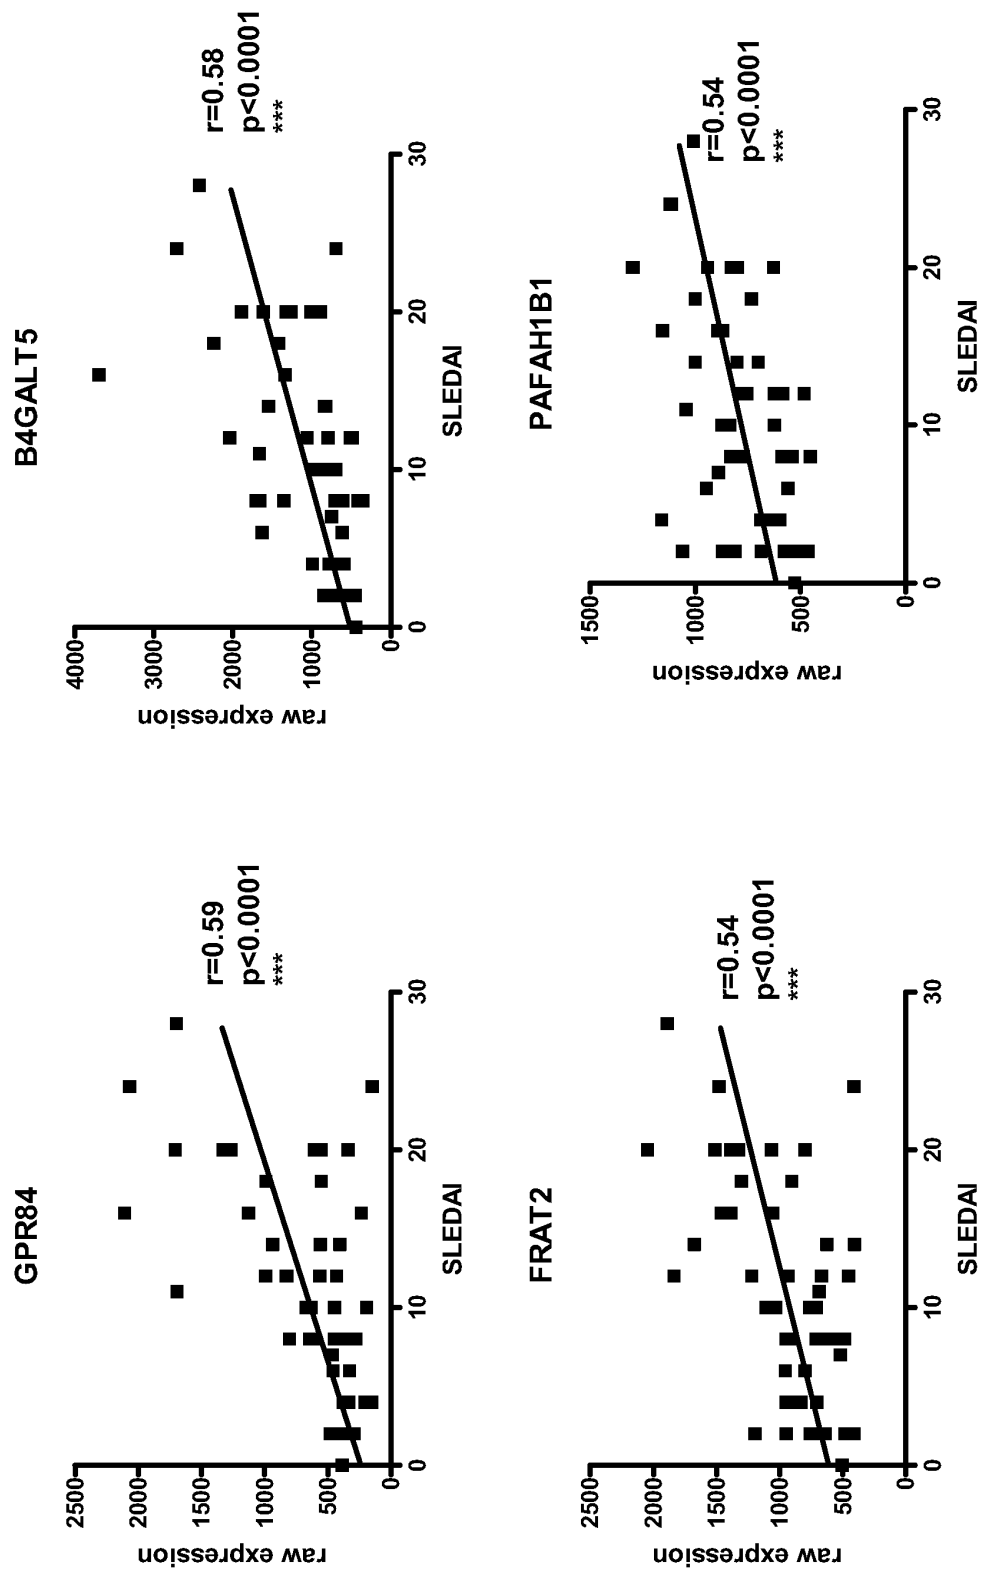 GPR84
r=0.59
p<0.0001
***
2500
2000
1500
1000
500
0
raw expression
0 10 20 30
SLEDAI
B4GALT5
r=0.58
p<0.0001
***
4000
3000
2000
1000
0
raw expression
0 10 20 30
SLEDAI
FRAT2
r=0.54
p<0.0001
***
2500
2000
1500
1000
500
0
raw expression
0 10 20 30
SLEDAI
PAFAH1B1
r=0.54
p<0.0001
***
1500
1000
500
0
raw expression
0 10 20 30
SLEDAI